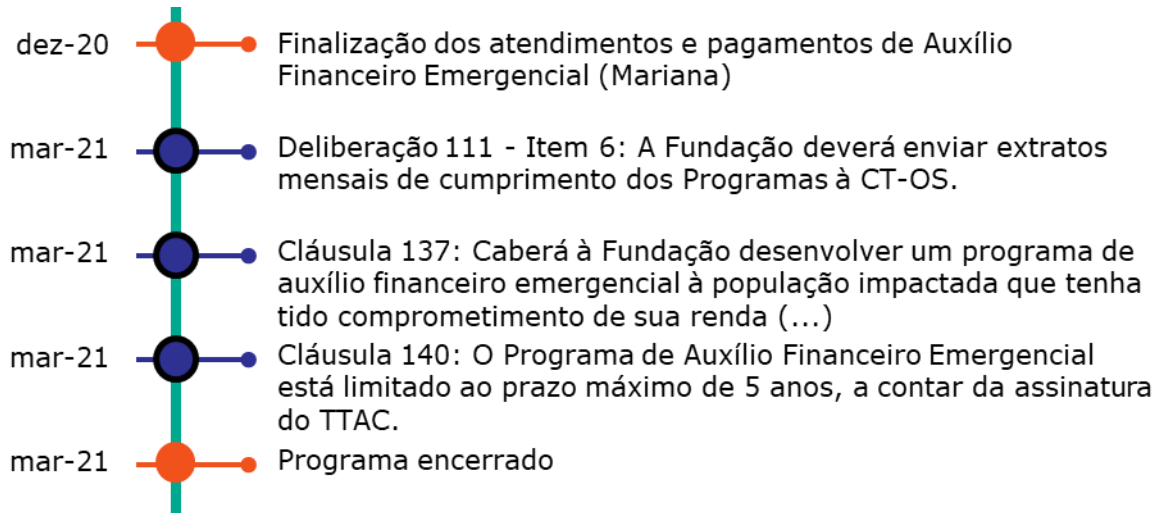 dez-20
Finalização dos atendimentos e pagamentos de Auxílio
Financeiro Emergencial (Mariana)
mar-21
Deliberação 111 - Item 6: A Fundação deverá enviar extratos
mensais de cumprimento dos Programas à CT-OS.
mar-21
Cláusula 137: Caberá à Fundação desenvolver um programa de
auxílio financeiro emergencial à população impactada que tenha
tido comprometimento de sua renda (...)
mar-21
Cláusula 140: O Programa de Auxílio Financeiro Emergencial
está limitado ao prazo máximo de 5 anos, a contar da assinatura
do TTAC.
mar-21
Programa encerrado